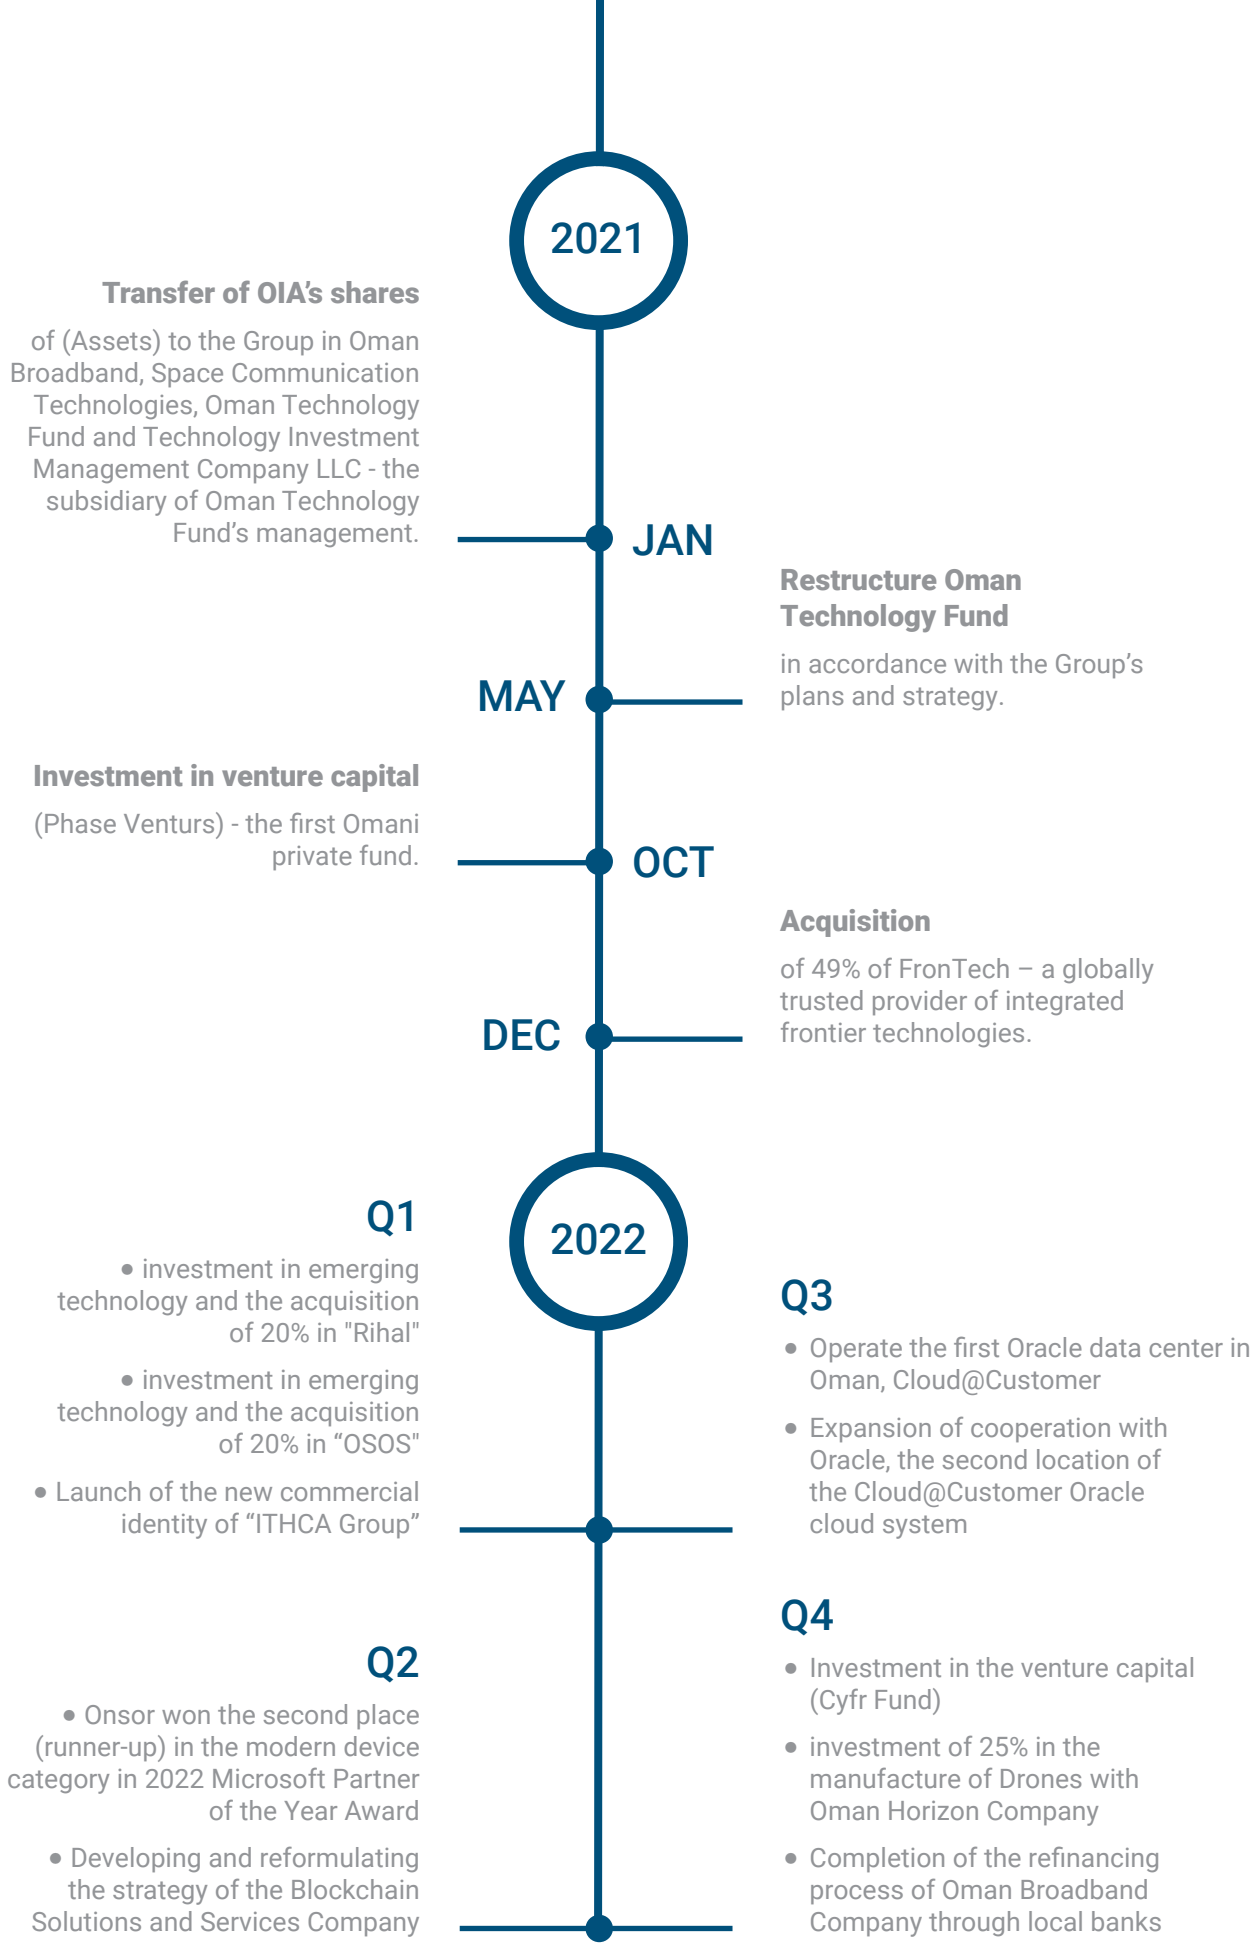 2021
Transfer of OIA’s shares
of (Assets) to the Group in Oman
Broadband, Space Communication
Technologies, Oman Technology
Fund and Technology Investment
Management Company LLC - the
subsidiary of Oman Technology
Fund’s management.
JAN
Restructure Oman
Technology Fund
in accordance with the Group’s
plans and strategy.
MAY
Investment in venture capital
(Phase Venturs) - the first Omani
private fund.
OCT
Acquisition
of 49% of FronTech – a globally
trusted provider of integrated
frontier technologies.
DEC
2022
Q1
• investment in emerging
technology and the acquisition
of 20% in "Rihal"
• investment in emerging
technology and the acquisition
of 20% in “OSOS"
• Launch of the new commercial
identity of “ITHCA Group”
Q2
• Onsor won the second place
(runner-up) in the modern device
category in 2022 Microsoft Partner
of the Year Award
• Developing and reformulating
the strategy of the Blockchain
Solutions and Services Company
Q3
• Operate the first Oracle data center in
Oman, Cloud@Customer
• Expansion of cooperation with
Oracle, the second location of
the Cloud@Customer Oracle
cloud system
Q4
• Investment in the venture capital
(Cyfr Fund)
• investment of 25% in the
manufacture of Drones with
Oman Horizon Company
• Completion of the refinancing
process of Oman Broadband
Company through local banks